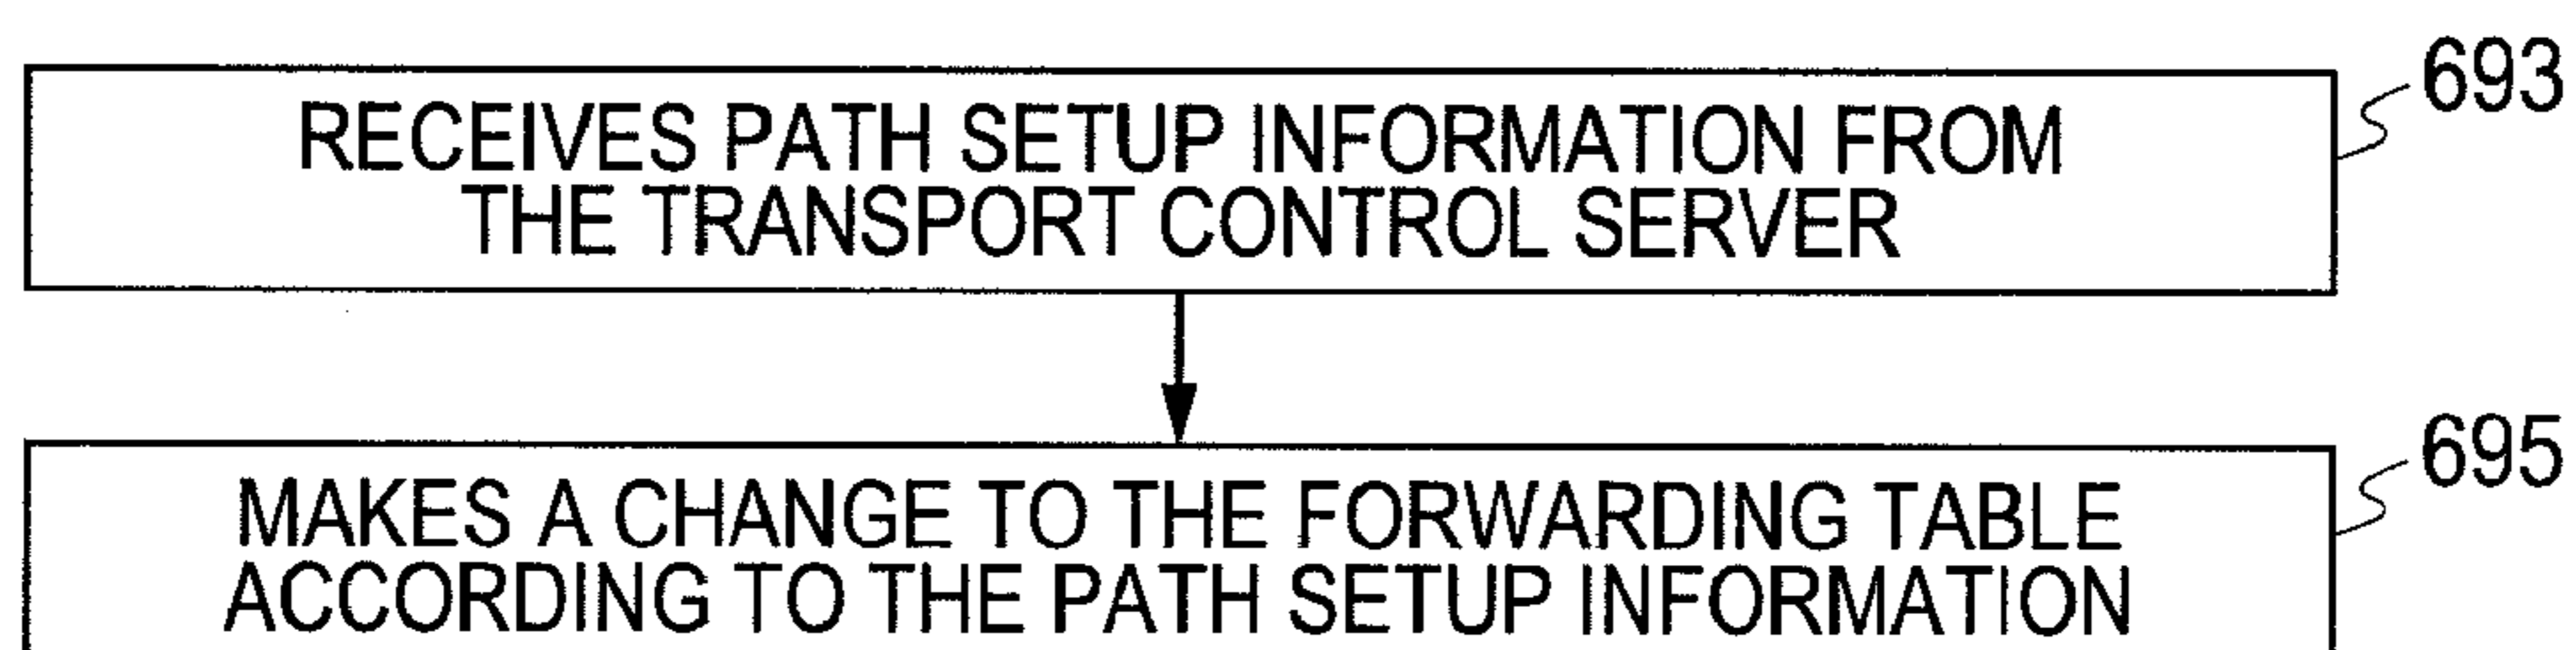 693
RECEIVES PATH SETUP INFORMATION FROM
THE TRANSPORT CONTROL SERVER
695
MAKES A CHANGE TO THE FORWARDING TABLE
ACCORDING TO THE PATH SETUP INFORMATION